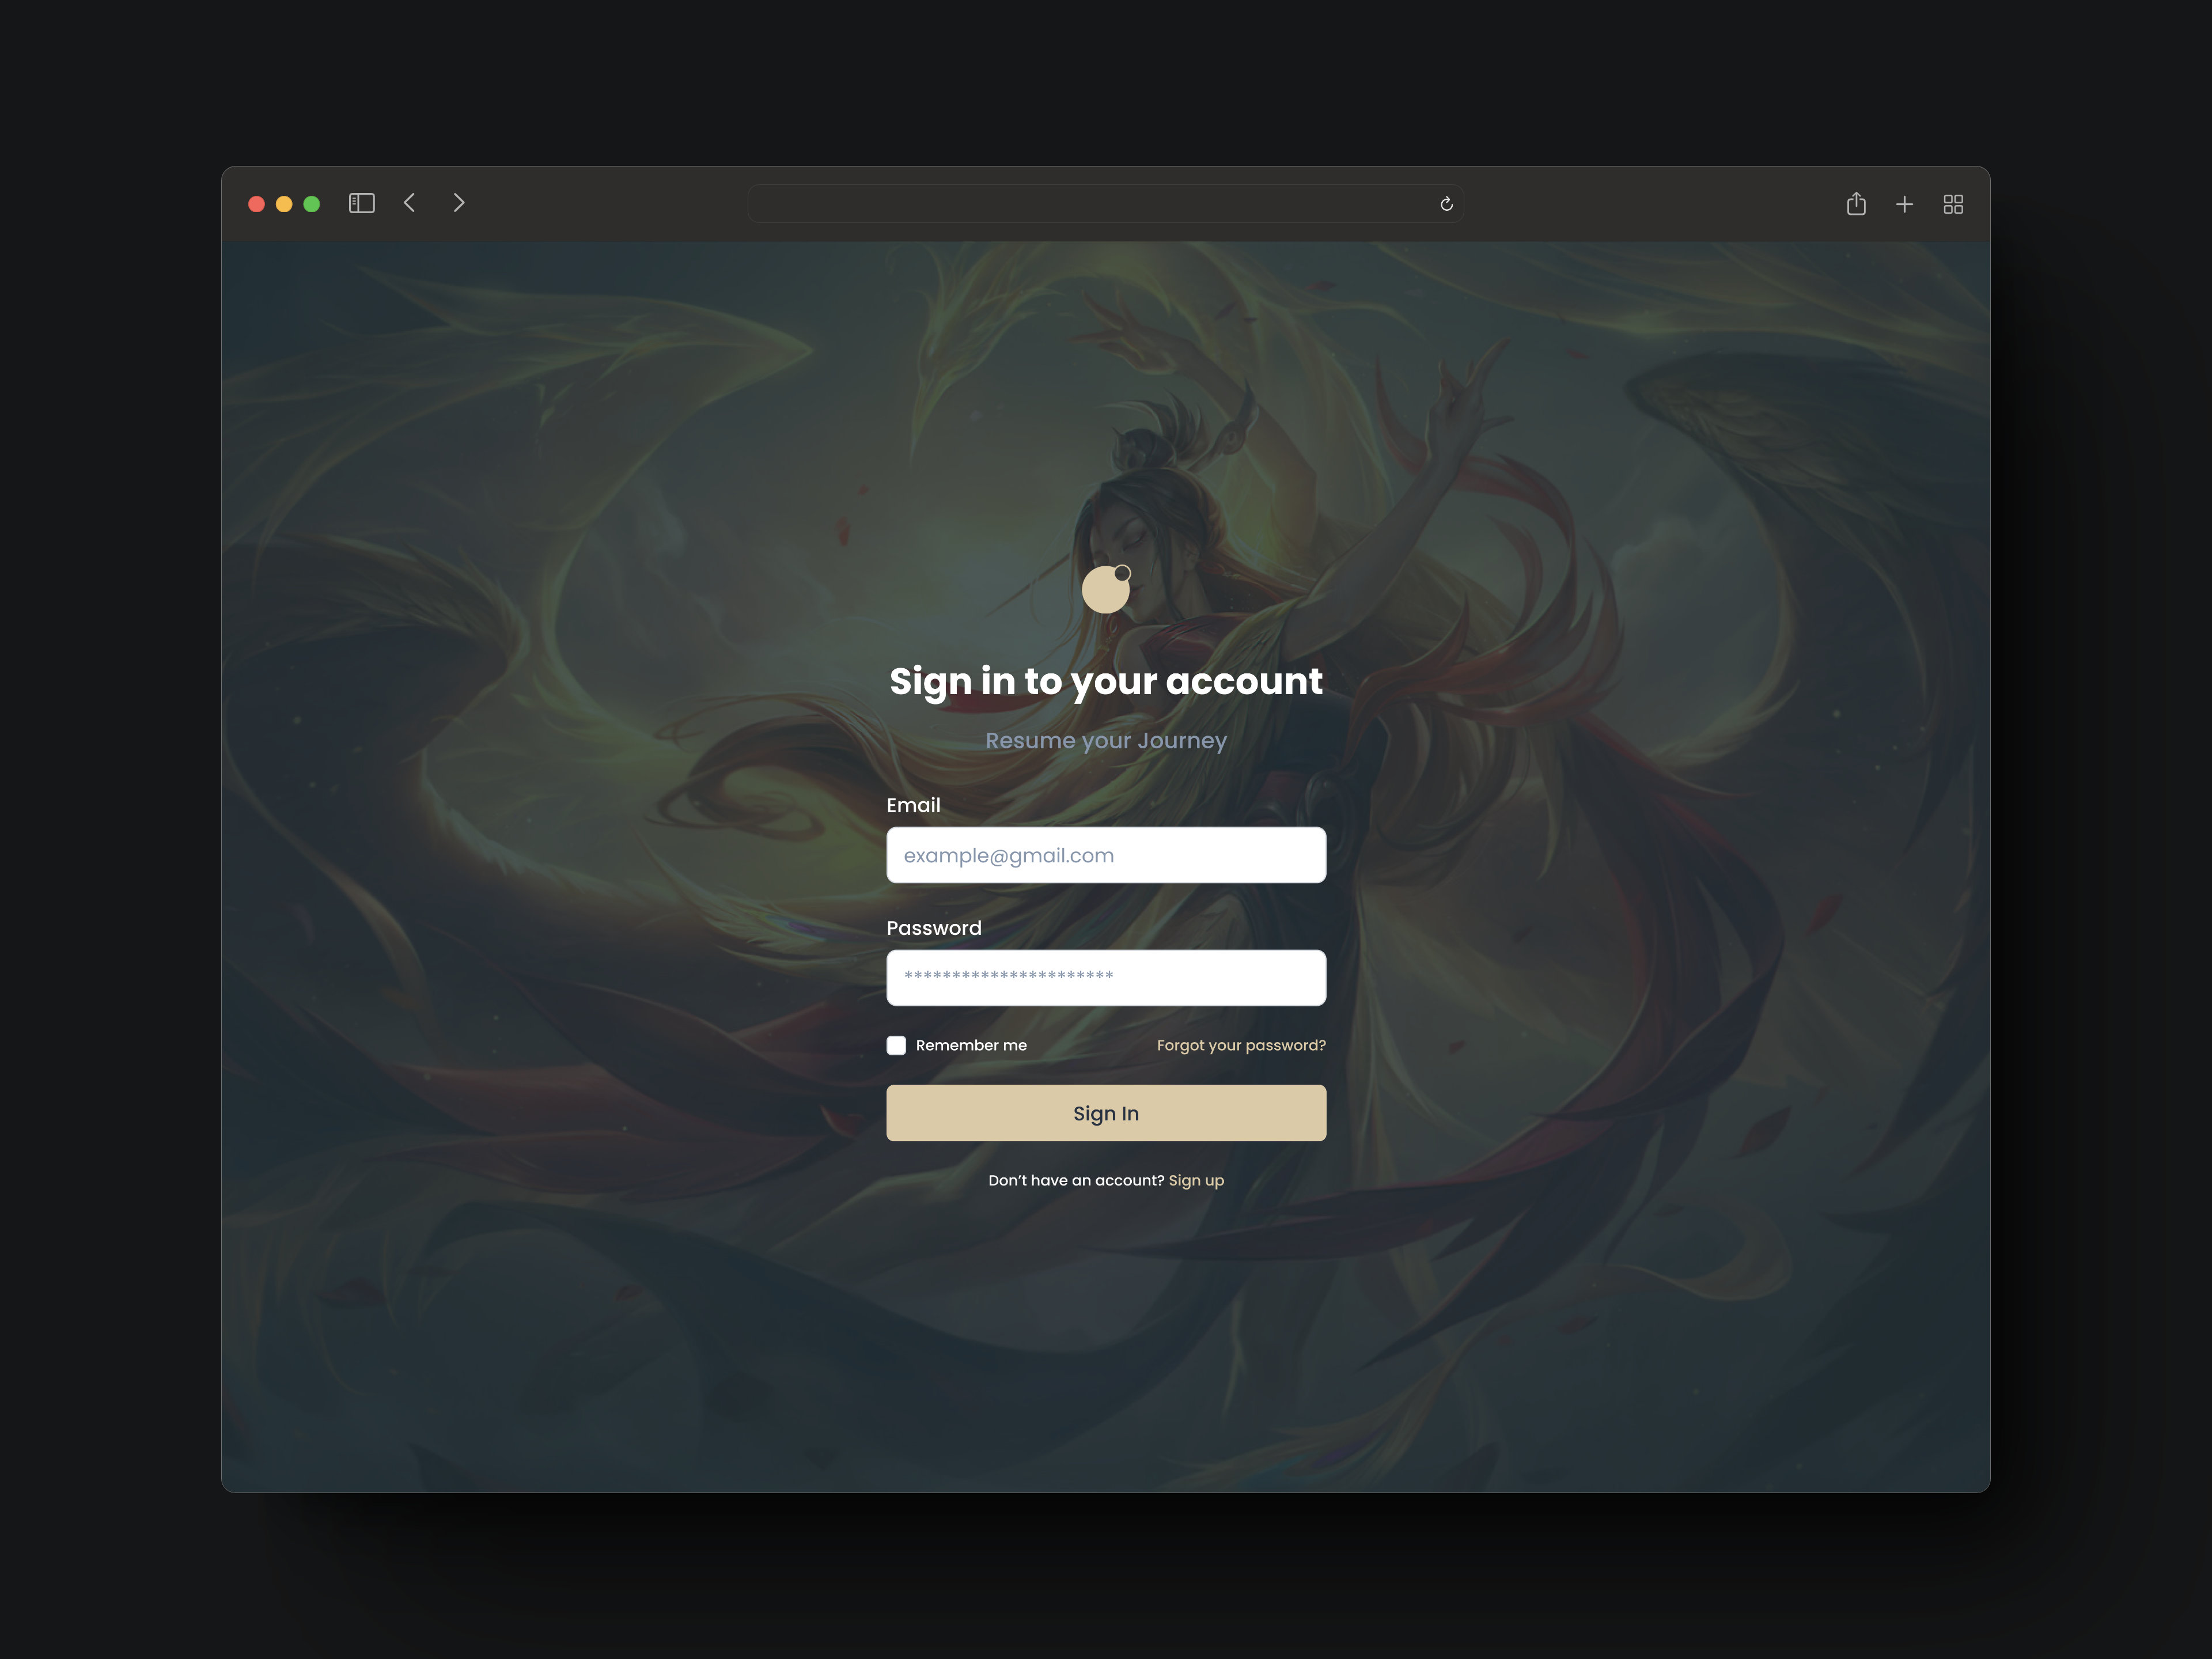 Sign in to your account
Resume your Journey
Email
example@gmail.com
Password
**********************
Remember me
Forgot your password?
Sign In
Don’t have an account? Sign up